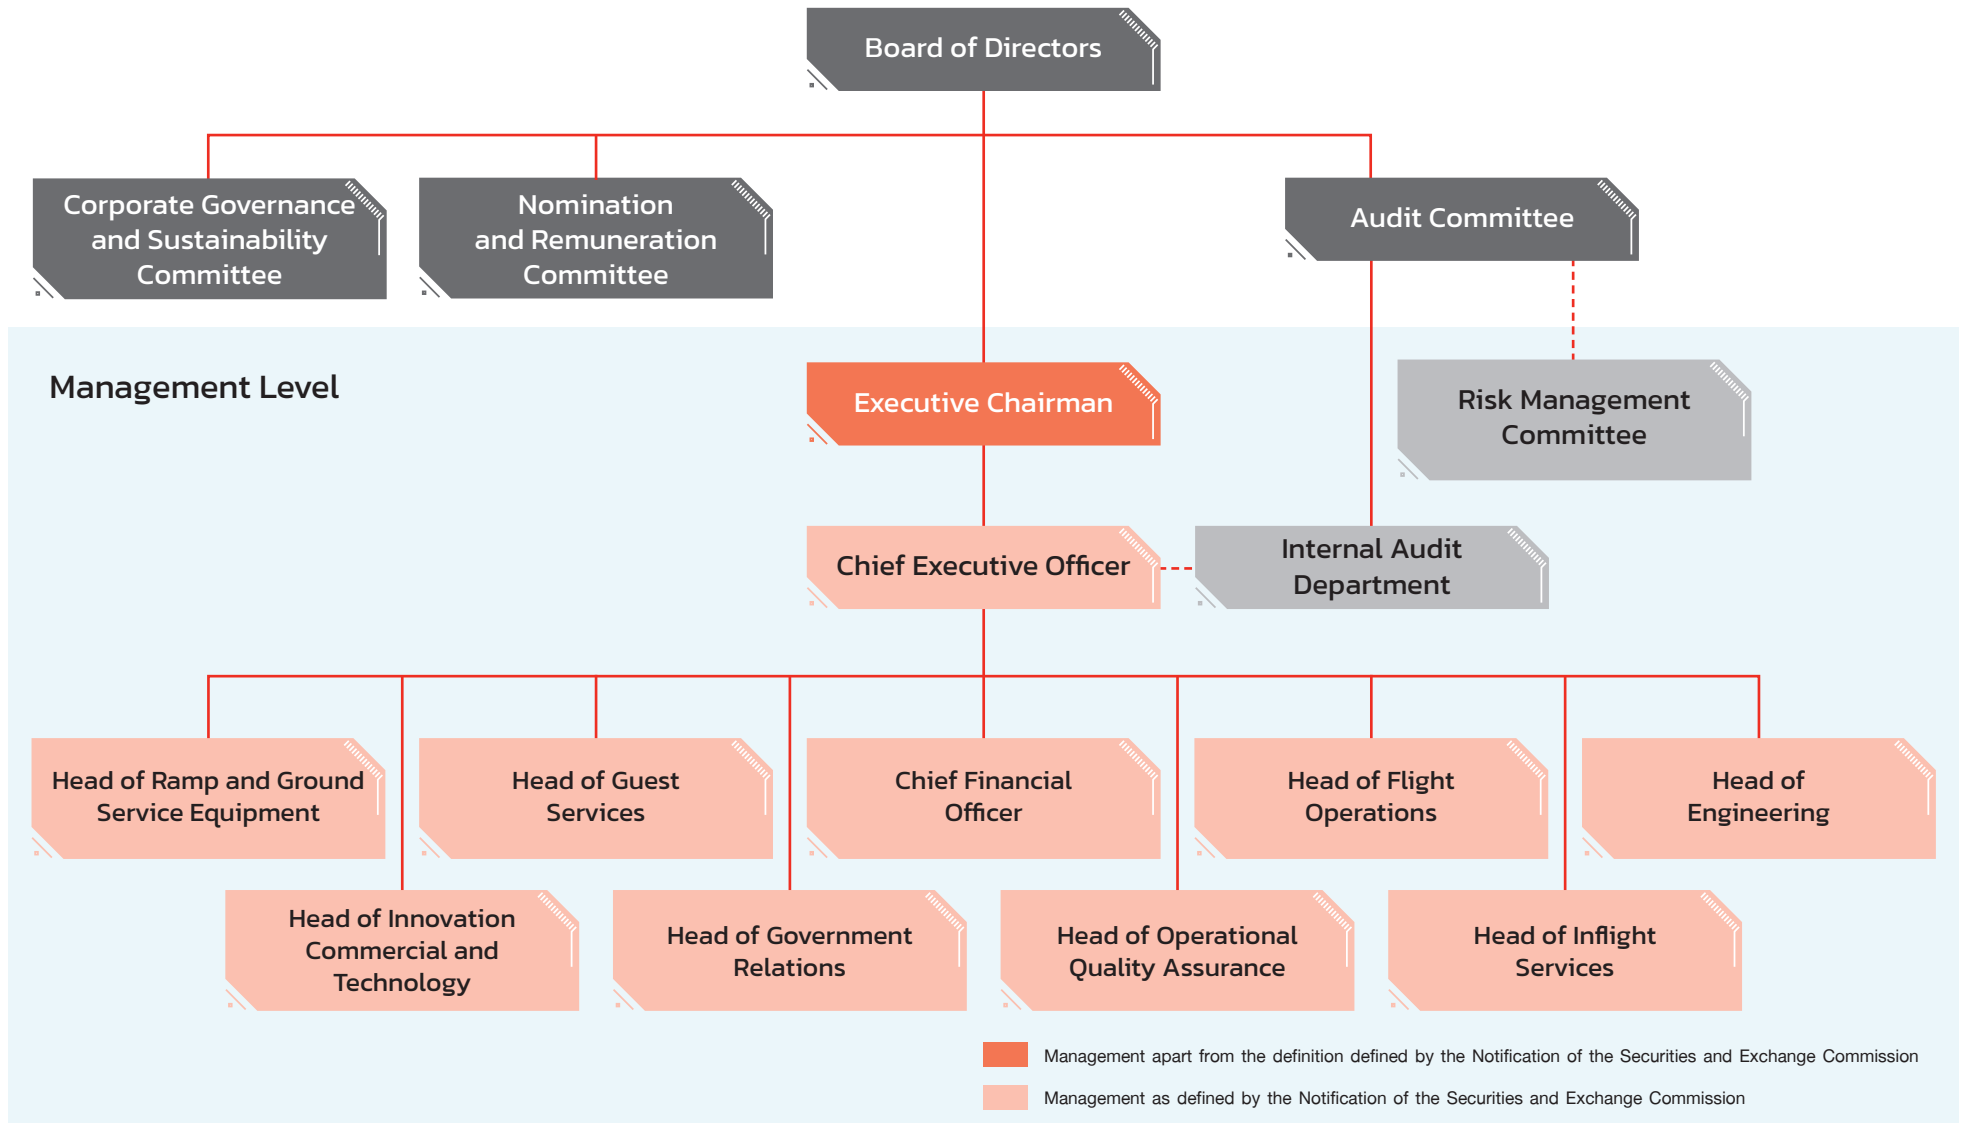 Board of Directors
Corporate Governance
and Sustainability
Committee
Nomination
and Remuneration
Committee
Audit Committee
Management Level
Executive Chairman
Risk Management
Committee
Chief Executive Officer
Internal Audit
Department
Head of Ramp and Ground
Service Equipment
Head of Guest
Services
Chief Financial
Officer
Head of Flight
Operations
Head of
Engineering
Head of Innovation
Commercial and
Technology
Head of Government
Relations
Head of Operational
Quality Assurance
Head of Inflight
Services
Management apart from the definition defined by the Notification of the Securities and Exchange Commission
Management as defined by the Notification of the Securities and Exchange Commission